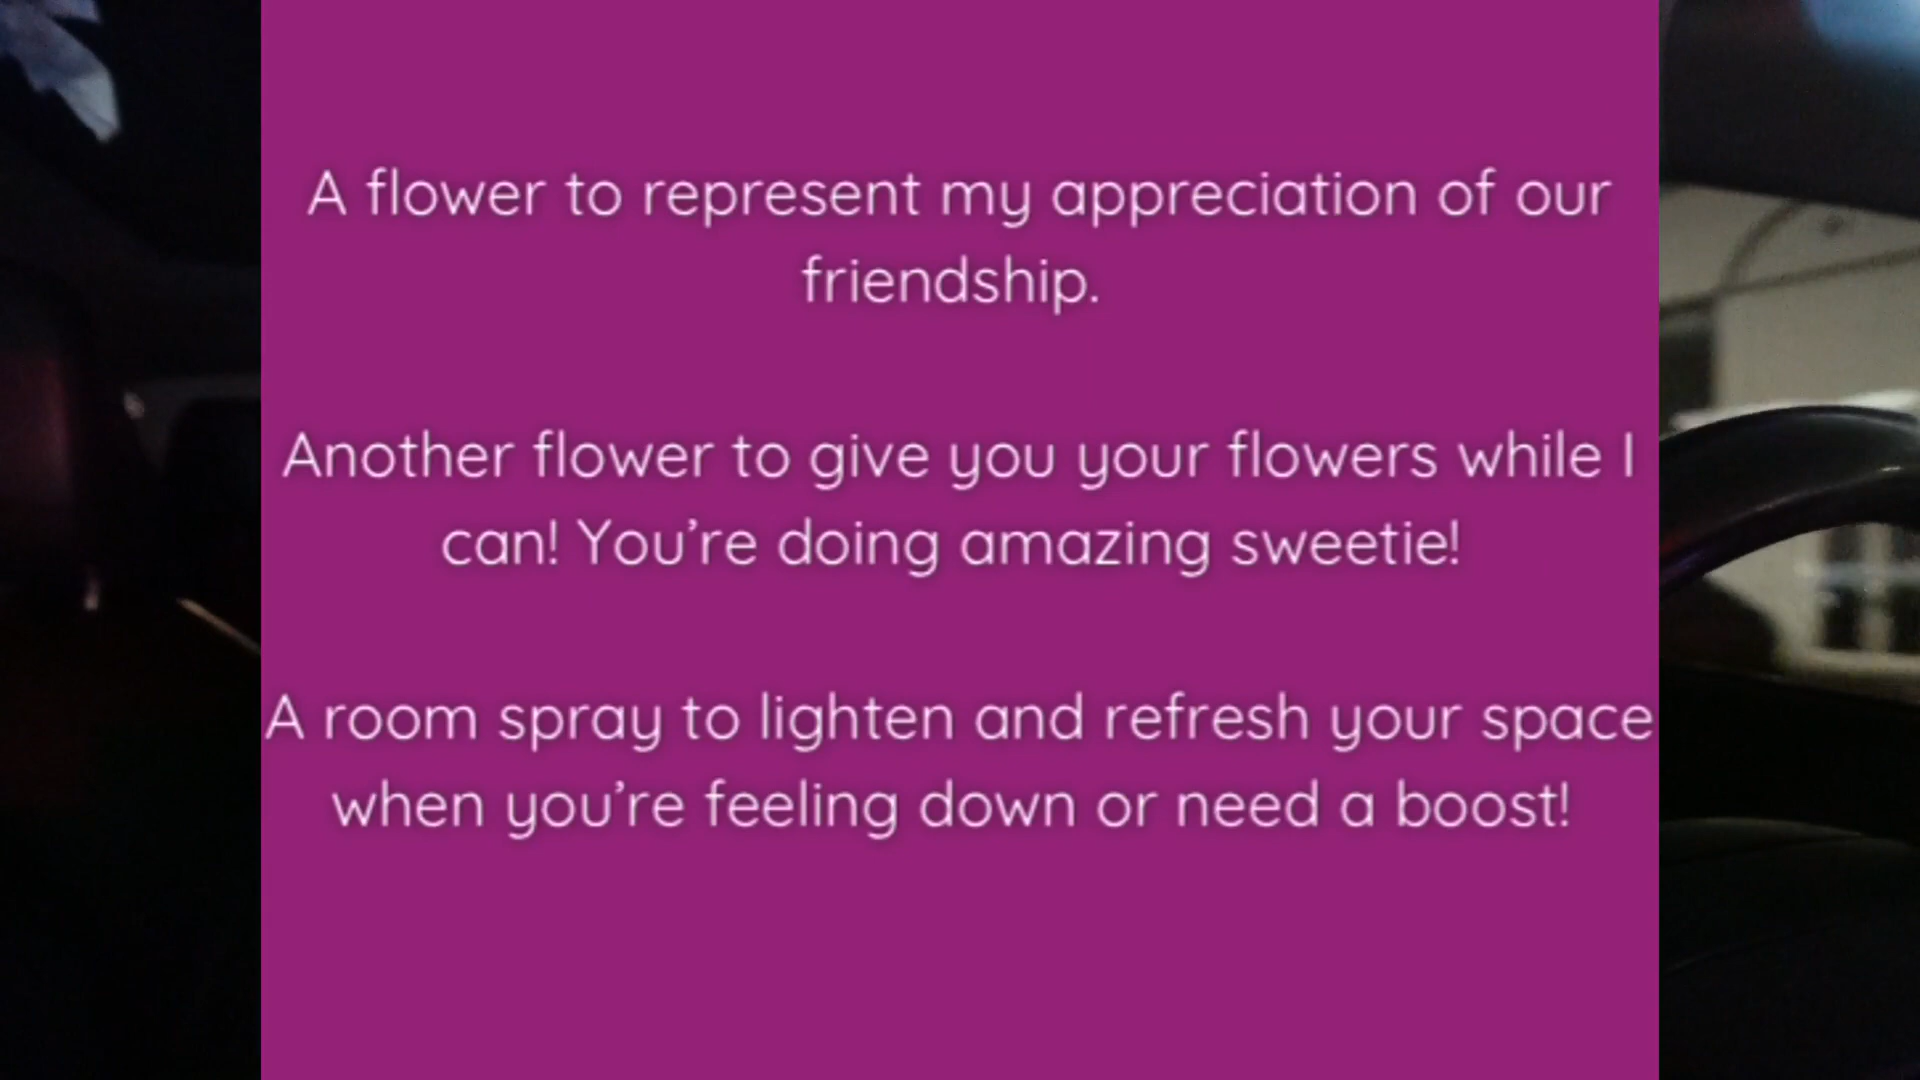 A flower to represent my appreciation of our
friendship.
Another flower to give you your flowers while I
can! You’re doing amazing sweetie!
A room spray to lighten and refresh your space
when you’re feeling down or need a boost!